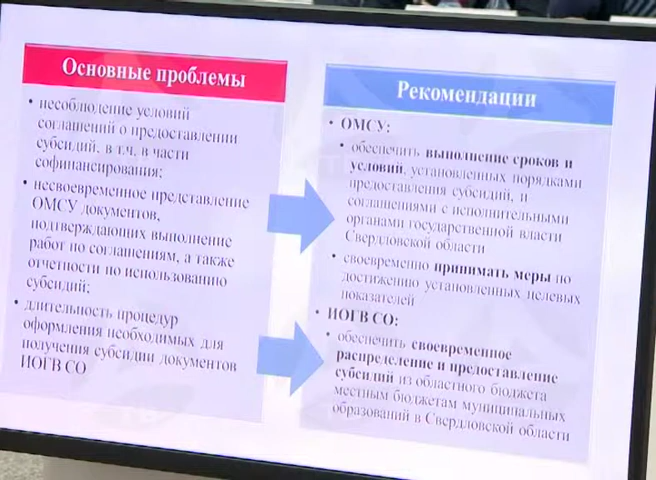 Основные проблемы
• несоблюдение условий
соглашений о предоставлении
субсидий, в т.ч. в части
софинансирования;
• несвоевременное представление
ОМСУ документов,
подтверждающих выполнение
работ по соглашениям, а также
отчетности по использованию
субсидий;
• длительность процедур
оформления необходимых для
получения субсидии документов
ИОГВ СО
Рекомендации
• ОМСУ:
• обеспечить выполнение сроков и
условий, установленных порядками
предоставления субсидий, и
соглашениями с исполнительными
органами государственной власти
Свердловской области
• своевременно принимать меры по
достижению установленных целевых
показателей
• ИОГВ СО:
• обеспечить своевременное
распределение и предоставление
субсидий из областного бюджета
местным бюджетам муниципальных
образований в Свердловской области